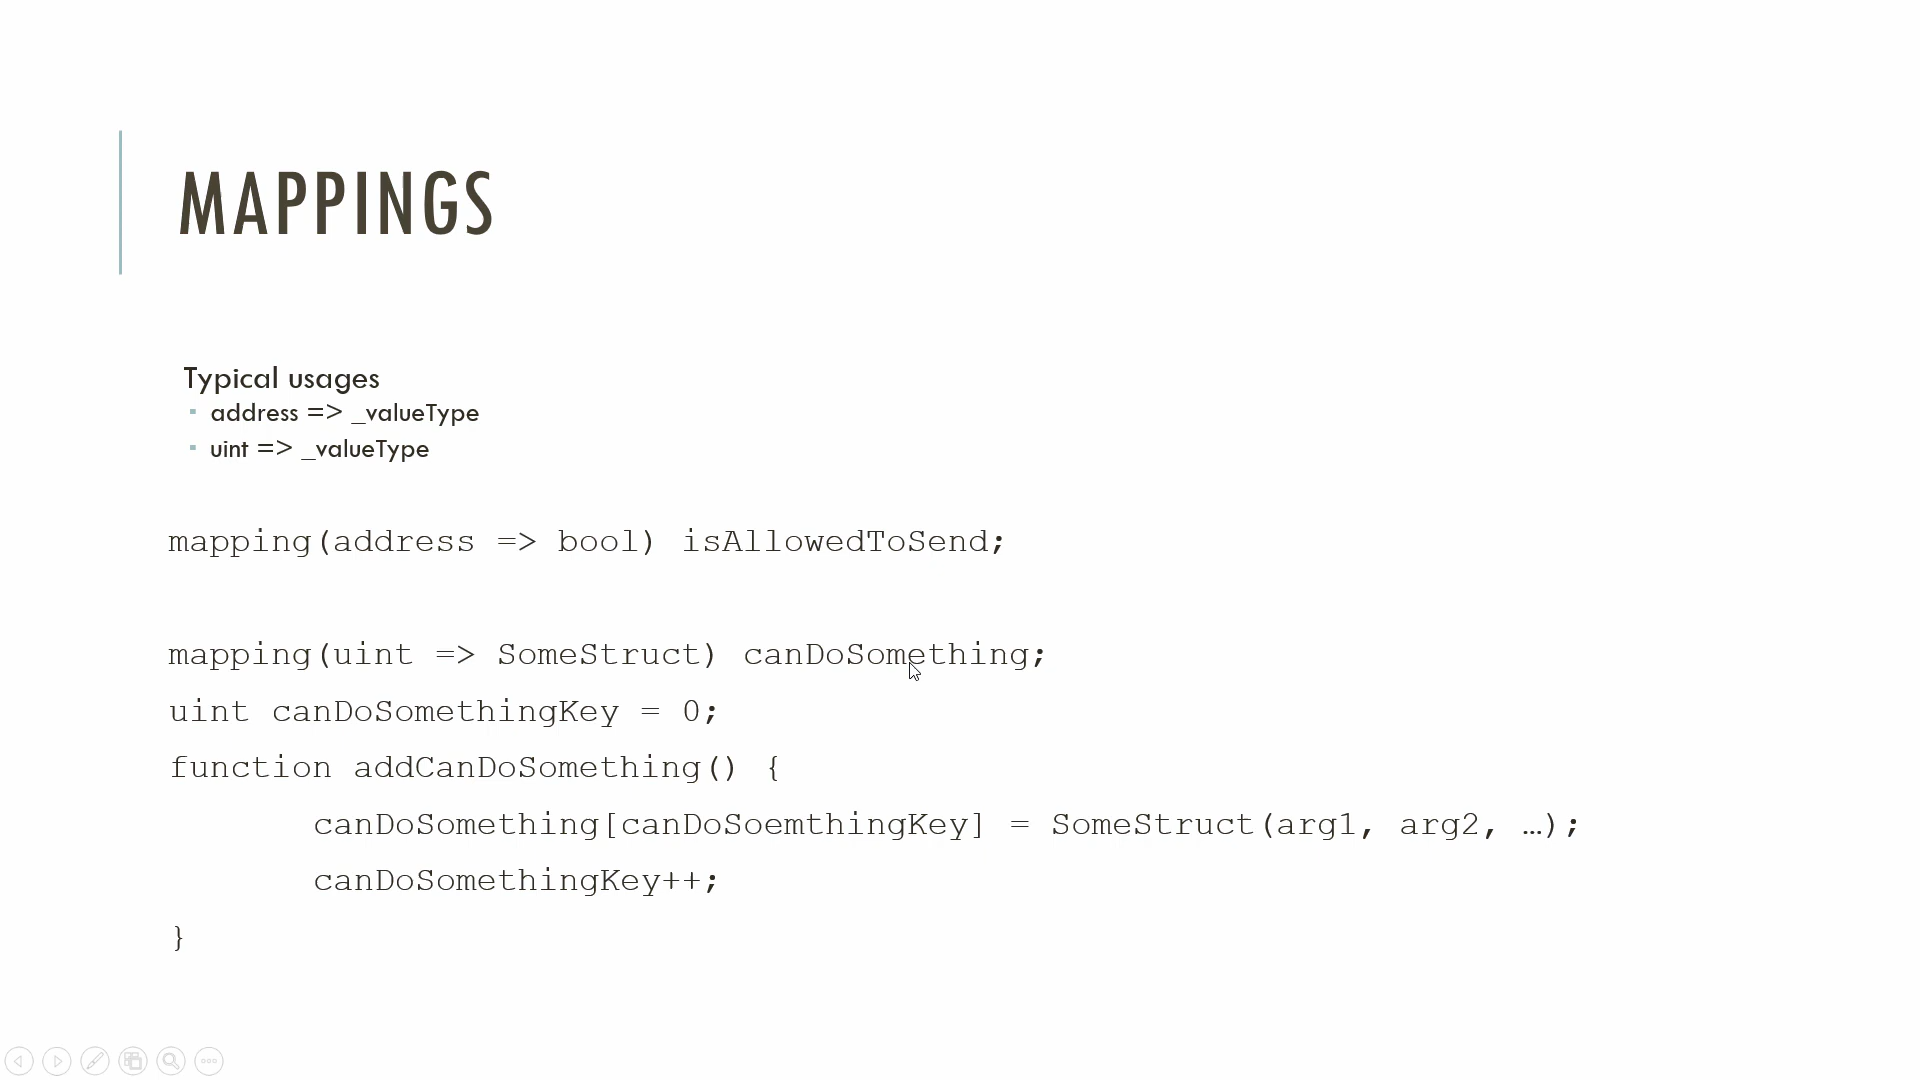 MAPPINGS
Typical usages
▪ address => _valueType
▪ uint => _valueType
mapping(address => bool) isAllowedToSend;
mapping(uint => SomeStruct) canDoSomething;
uint canDoSomethingKey = 0;
function addCanDoSomething() {
canDoSomething[canDoSoemthingKey] = SomeStruct(arg1, arg2, …);
canDoSomethingKey++;
}